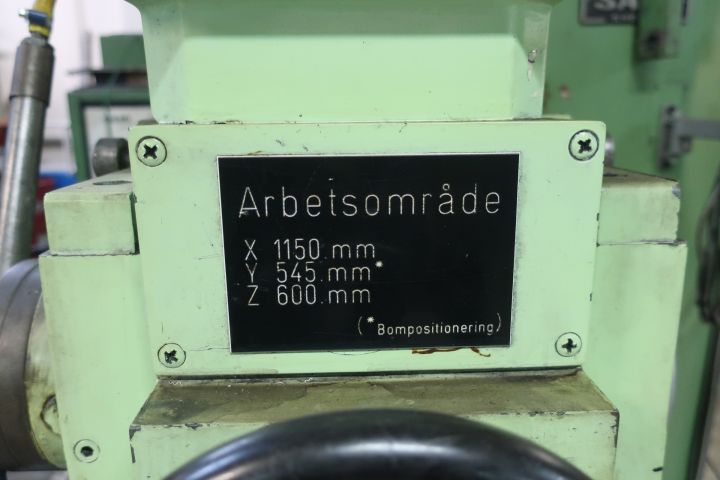 Arbetsområde
X 1150.mm
Y 545.mm*
Z 600.mm
(*Bompositionering)